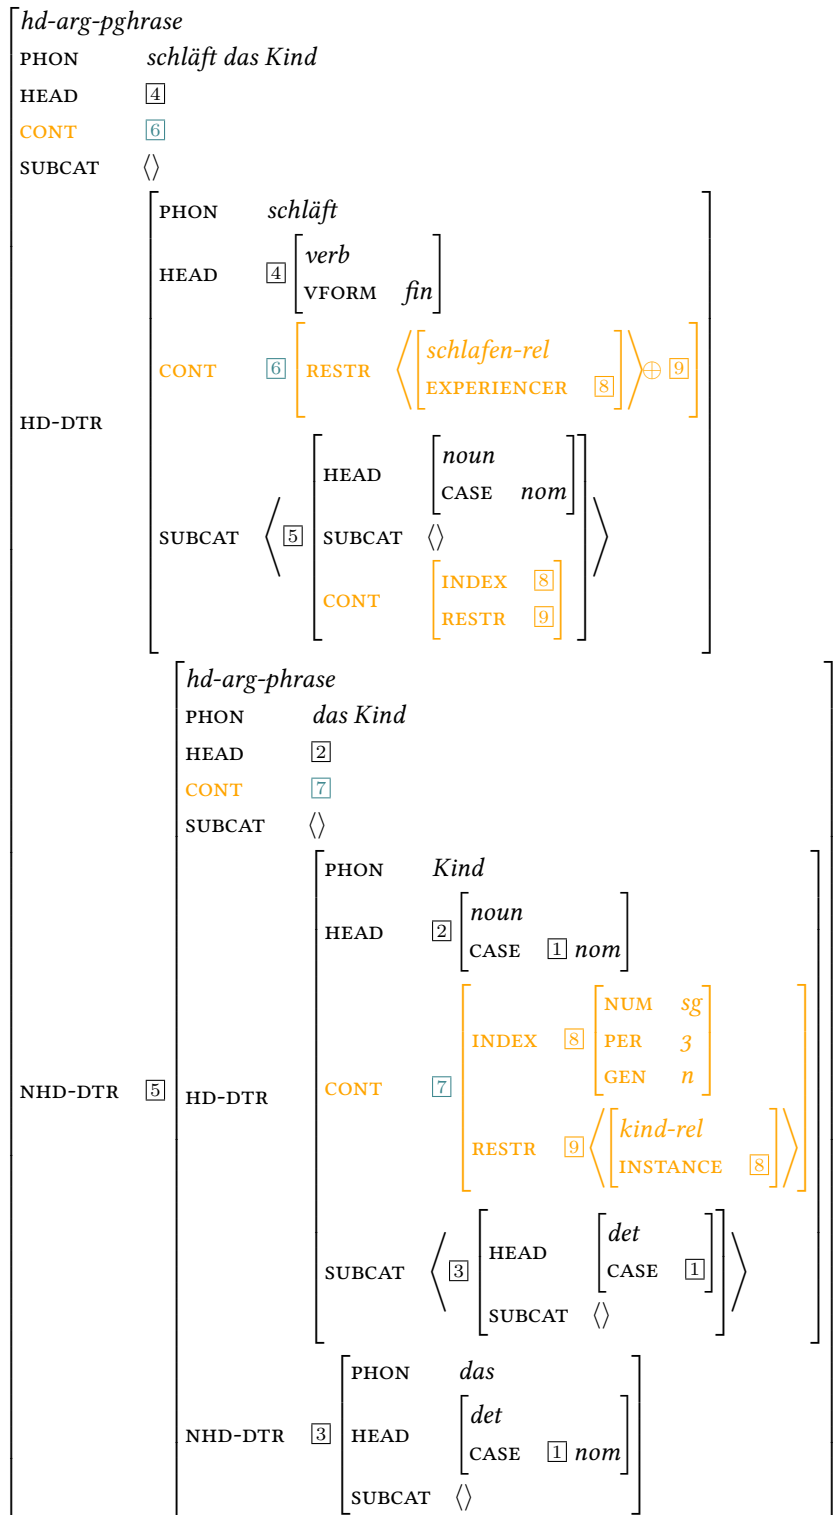 hd-arg-pghrase
PHON schläft das Kind
HEAD 4
CONT 6
SUBCAT ⟨⟩
PHON schläft
HEAD 4 verb
VFORM fin
CONT 6 RESTR ⟨ schlafen-rel
EXPERIENCER 8 ⟩ ⊕ 9
HD-DTR
HEAD noun
CASE nom
SUBCAT ⟨ 5 SUBCAT ⟨⟩ ⟩
CONT INDEX 8
RESTR 9
hd-arg-phrase
PHON das Kind
HEAD 2
CONT 7
SUBCAT ⟨⟩
PHON Kind
HEAD 2 noun
CASE 1 nom
NUM sg
INDEX 8 PER 3
GEN n
NHD-DTR 5 HD-DTR CONT 7
RESTR 9 ⟨ kind-rel
INSTANCE 8 ⟩
HEAD det
CASE 1
SUBCAT ⟨ 3 SUBCAT ⟨⟩ ⟩
PHON das
NHD-DTR 3 HEAD det
CASE 1 nom
SUBCAT ⟨⟩